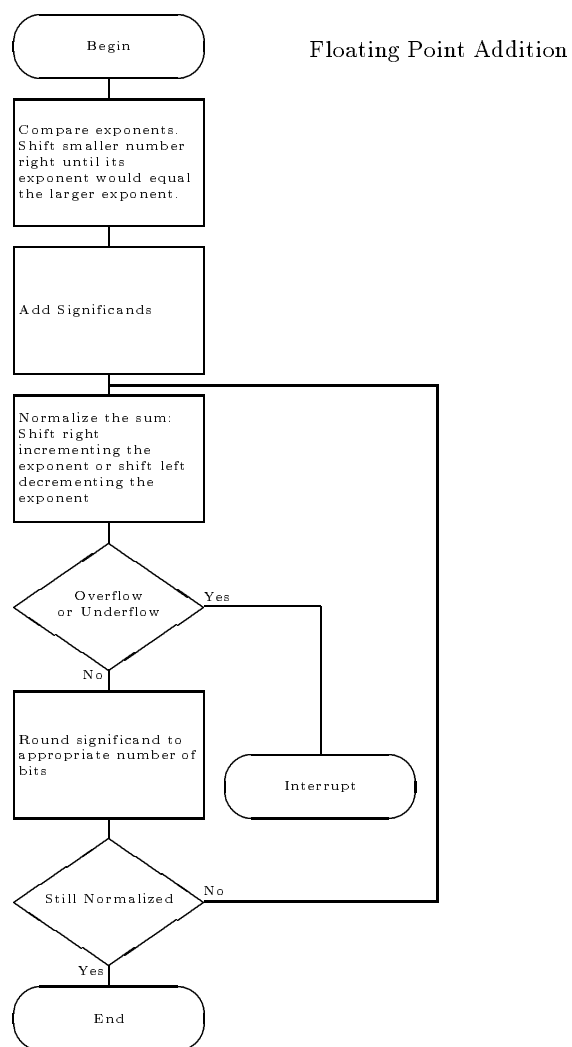 Begin
Floating Point Addition
Compare exponents.
Shift smaller number
right until its
exponent would equal
the larger exponent.
Add Significands
Normalize the sum:
Shift right
incrementing the
exponent or shift left
decrementing the
exponent
Overflow
or Underflow
Yes
No
Round significand to
appropriate number of
bits
Interrupt
Still Normalized
No
Yes
End